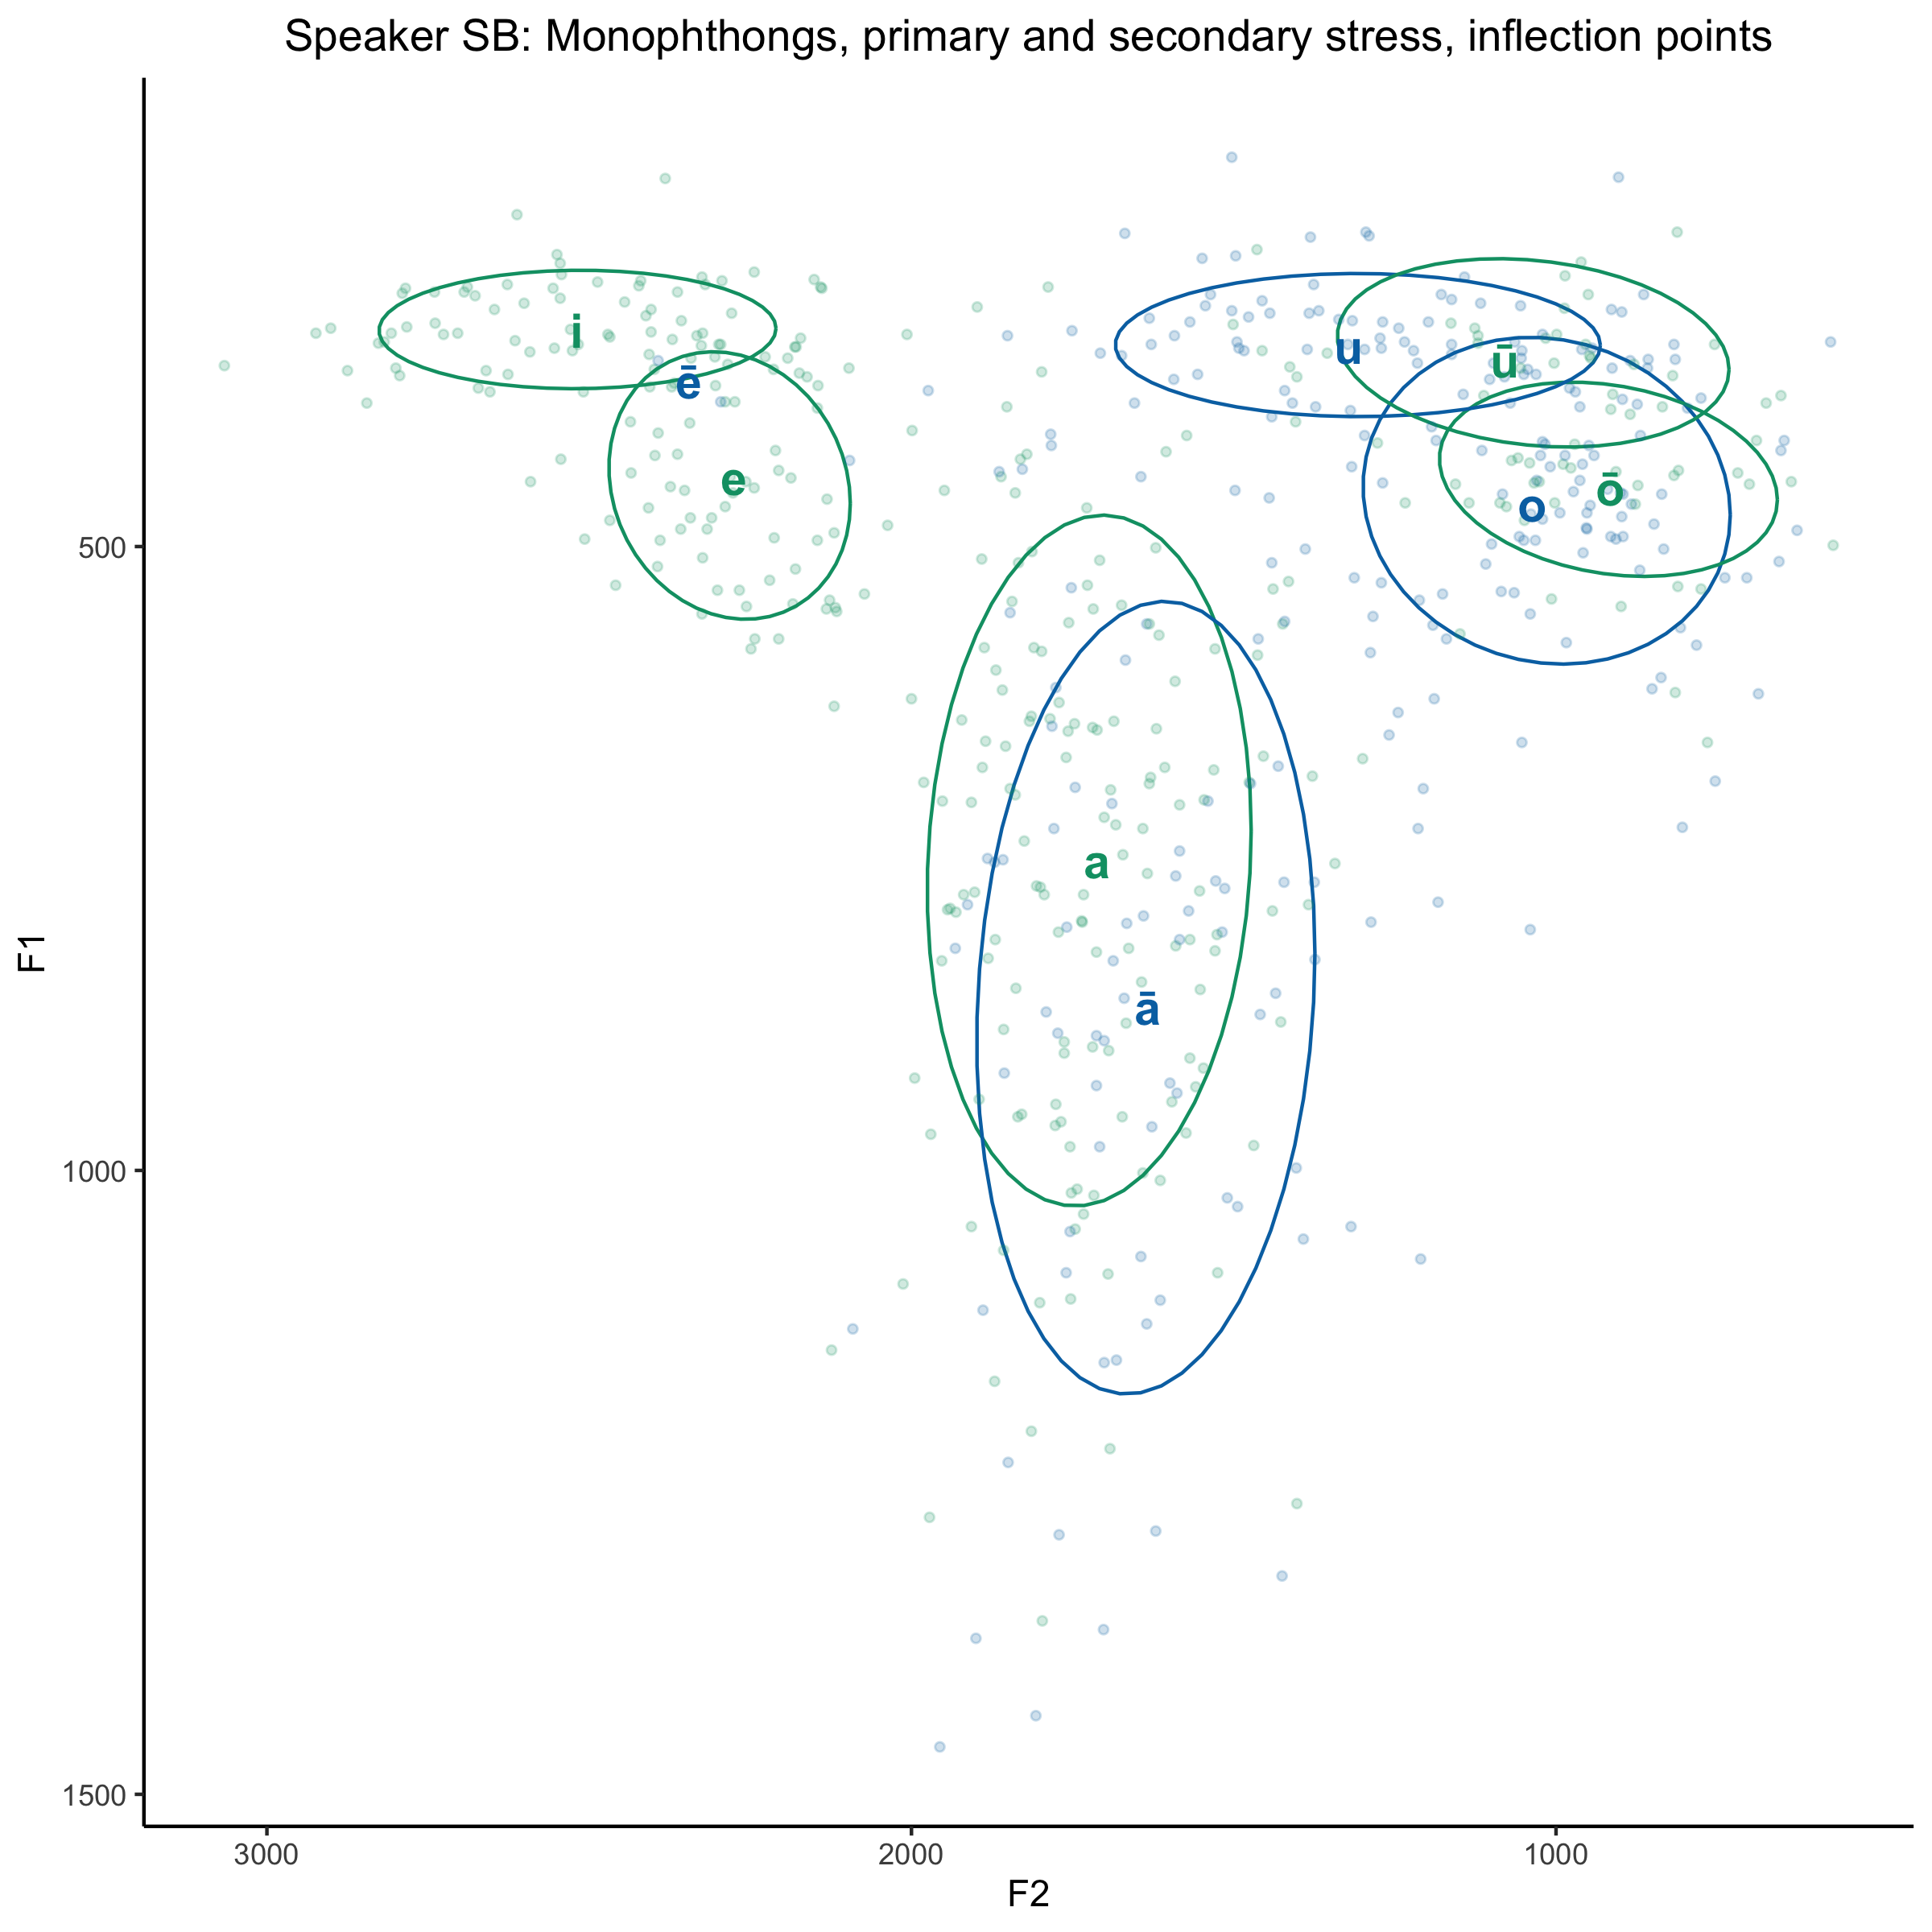 Speaker SB: Monophthongs, primary and secondary stress, inflection points
i
ē
u
ū
e
ō
o
500
a
F1
ā
1000
1500
3000 2000 1000
F2